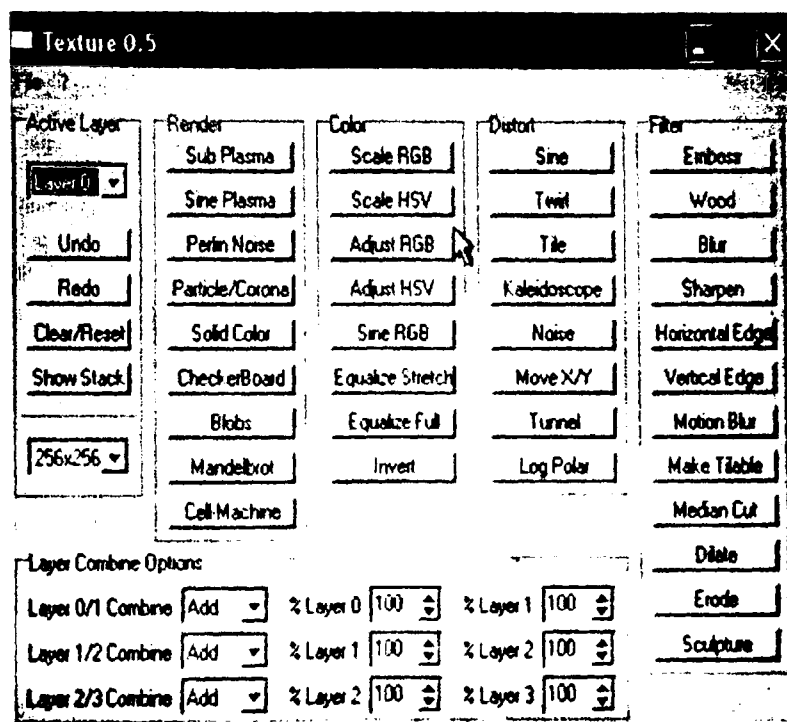 Texture 0.5
File ?
Active Layer
Layer 0
Undo
Redo
Clear/Reset
Show Stack
256x256
Render
Sub Plasma
Sine Plasma
Perlin Noise
Particle/Corona
Solid Color
CheckerBoard
Blobs
Mandelbrot
Cell-Machine
Color
Scale RGB
Scale HSV
Adjust RGB
Adjust HSV
Sine RGB
Equalize Stretch
Equalize Full
Invert
Distort
Sine
Twirl
Tile
Kaleidoscope
Noise
Move X/Y
Tunnel
Log Polar
Filter
Emboss
Wood
Blur
Sharpen
Horizontal Edge
Vertical Edge
Motion Blur
Make Tilable
Median Cut
Dilate
Erode
Sculpture
Layer Combine Options
Layer 0/1 Combine Add % Layer 0 100 % Layer 1 100
Layer 1/2 Combine Add % Layer 1 100 % Layer 2 100
Layer 2/3 Combine Add % Layer 2 100 % Layer 3 100